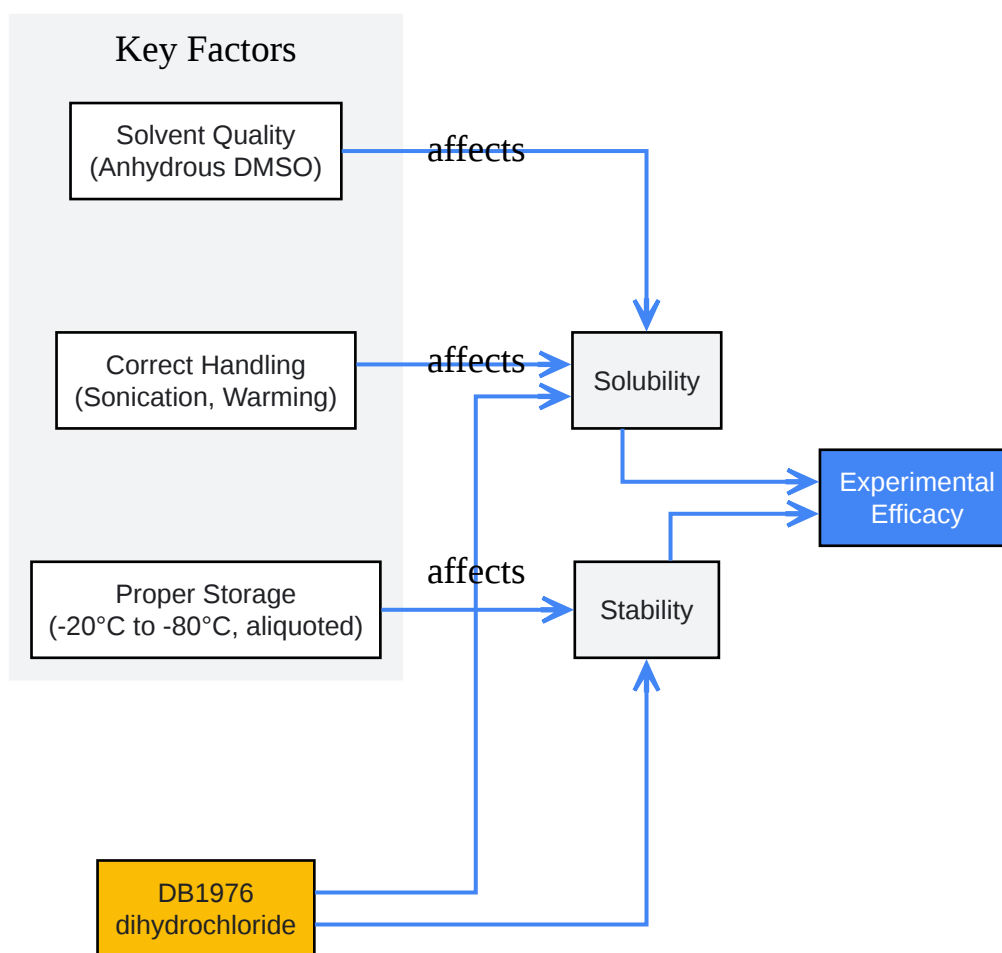 Key Factors
Solvent Quality
(Anhydrous DMSO)
affects
Correct Handling
(Sonication, Warming)
affects
Solubility
Experimental
Efficacy
Proper Storage
(-20°C to -80°C, aliquoted)
affects
Stability
DB1976
dihydrochloride